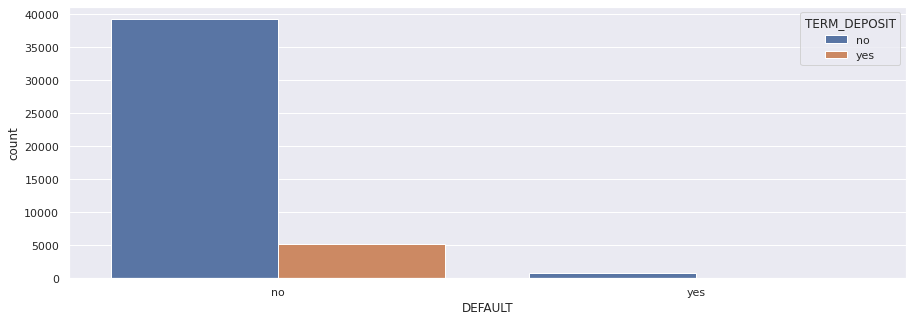 TERM_DEPOSIT
no
yes
40000
35000
30000
25000
20000
15000
10000
5000
0
count
no
yes
DEFAULT